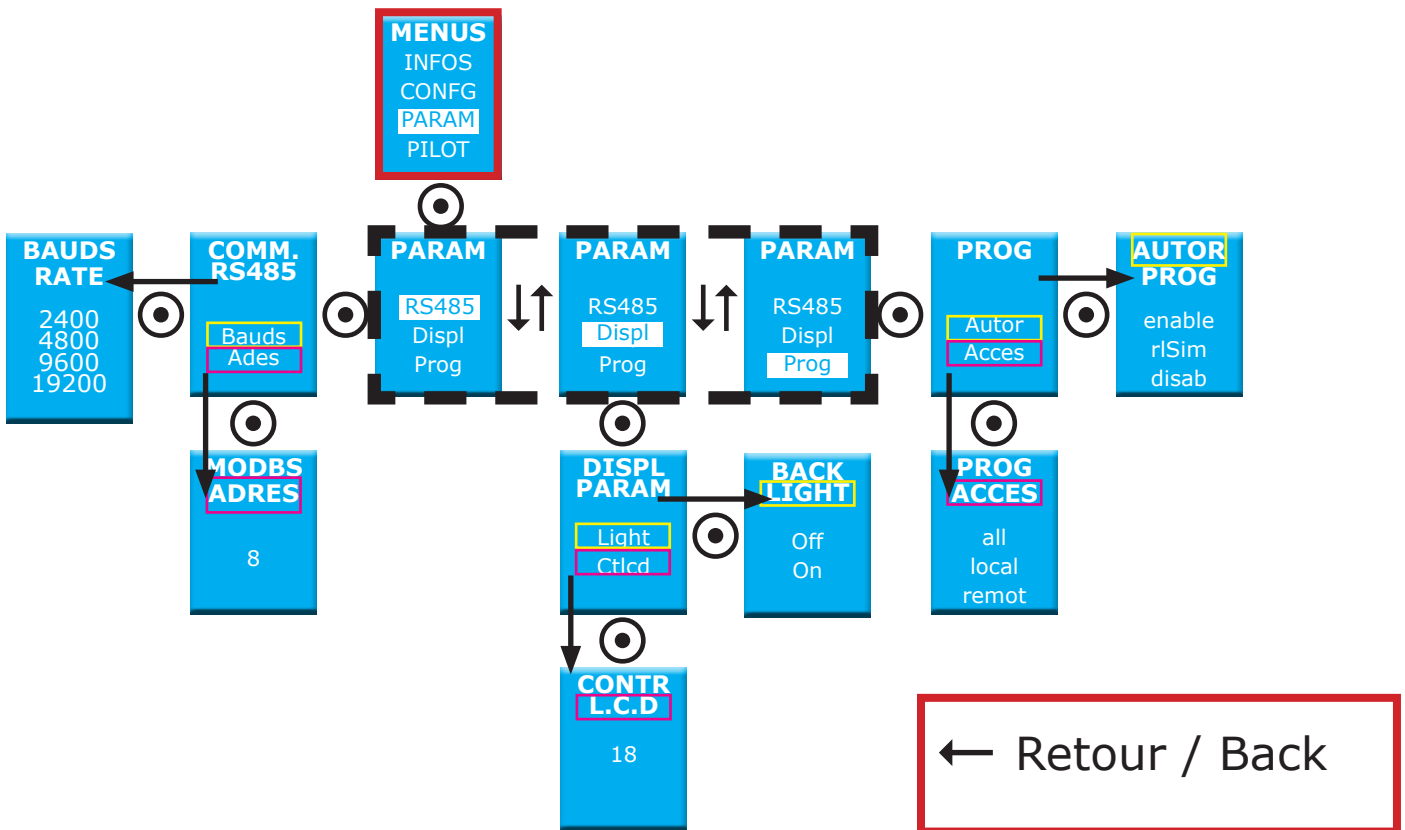 MENUS
INFOS
CONFG
PARAM
PILOT
BAUDS
RATE
2400
4800
9600
19200
COMM.
RS485
Bauds
Ades
PARAM
RS485
Displ
Prog
PARAM
RS485
Displ
Prog
PARAM
RS485
Displ
Prog
PROG
Autor
Acces
AUTOR
PROG
enable
rlSim
disab
MODBS
ADRES
8
DISPL
PARAM
Light
Ctlcd
BACK
LIGHT
Off
On
PROG
ACCES
all
local
remot
CONTR
L.C.D
18
← Retour / Back